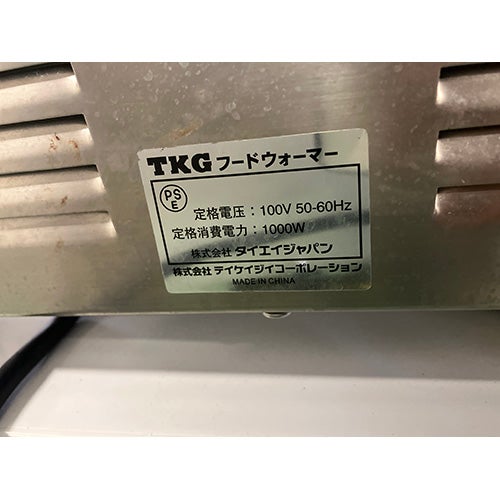 TKG フードウォーマー
PS
E
定格電圧：100V 50-60Hz
定格消費電力：1000W
株式会社 タイエイジャパン
株式会社 テイケイジイコーポレーション
MADE IN CHINA